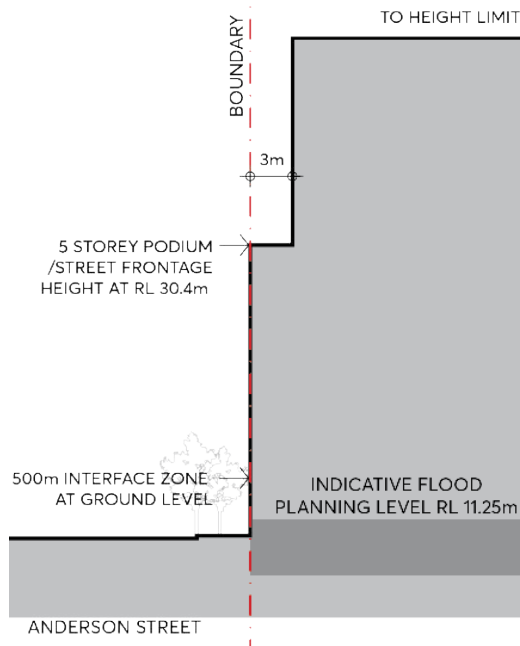 TO HEIGHT LIMIT
BOUNDARY
3m
5 STOREY PODIUM
/STREET FRONTAGE
HEIGHT AT RL 30.4m
500m INTERFACE ZONE
AT GROUND LEVEL
INDICATIVE FLOOD
PLANNING LEVEL RL 11.25m
ANDERSON STREET